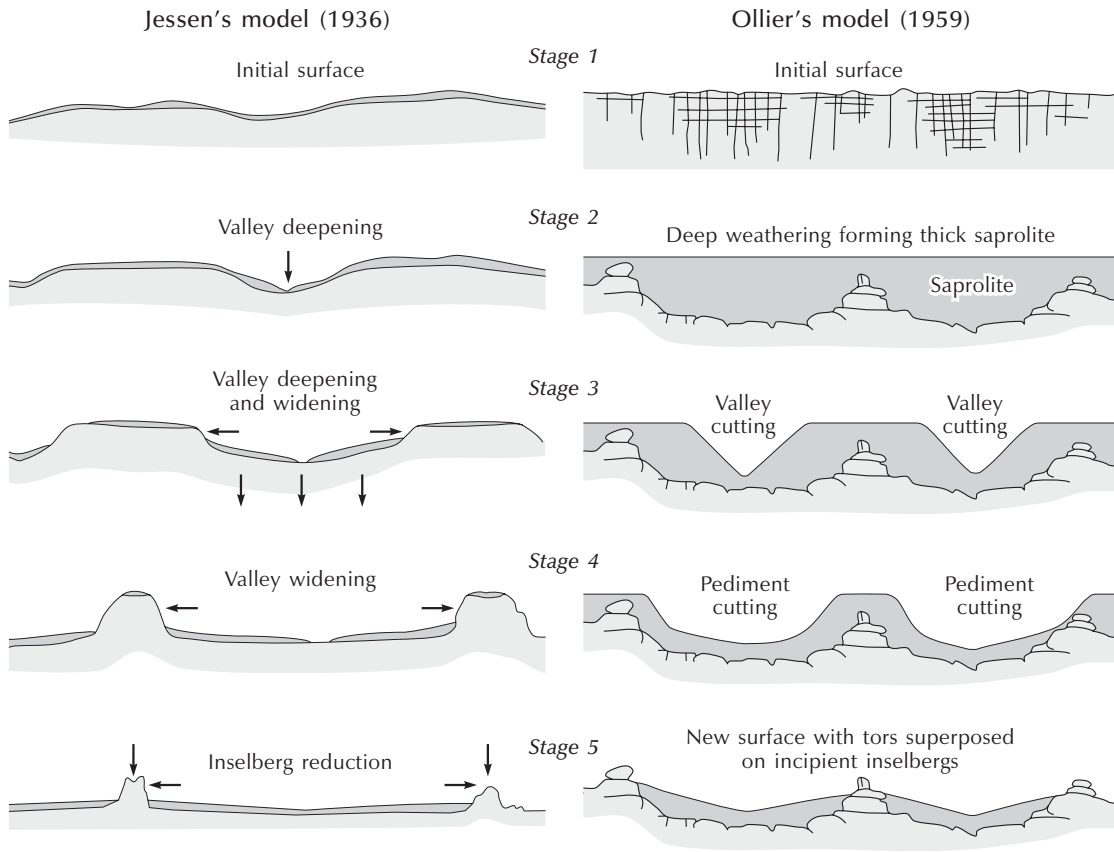 Jessen's model (1936)
Ollier's model (1959)
Stage 1
Initial surface
Initial surface
Stage 2
Valley deepening
Deep weathering forming thick saprolite
Saprolite
Stage 3
Valley deepening
and widening
Valley
cutting
Valley
cutting
Stage 4
Valley widening
Pediment
cutting
Pediment
cutting
Stage 5
Inselberg reduction
New surface with tors superposed
on incipient inselbergs